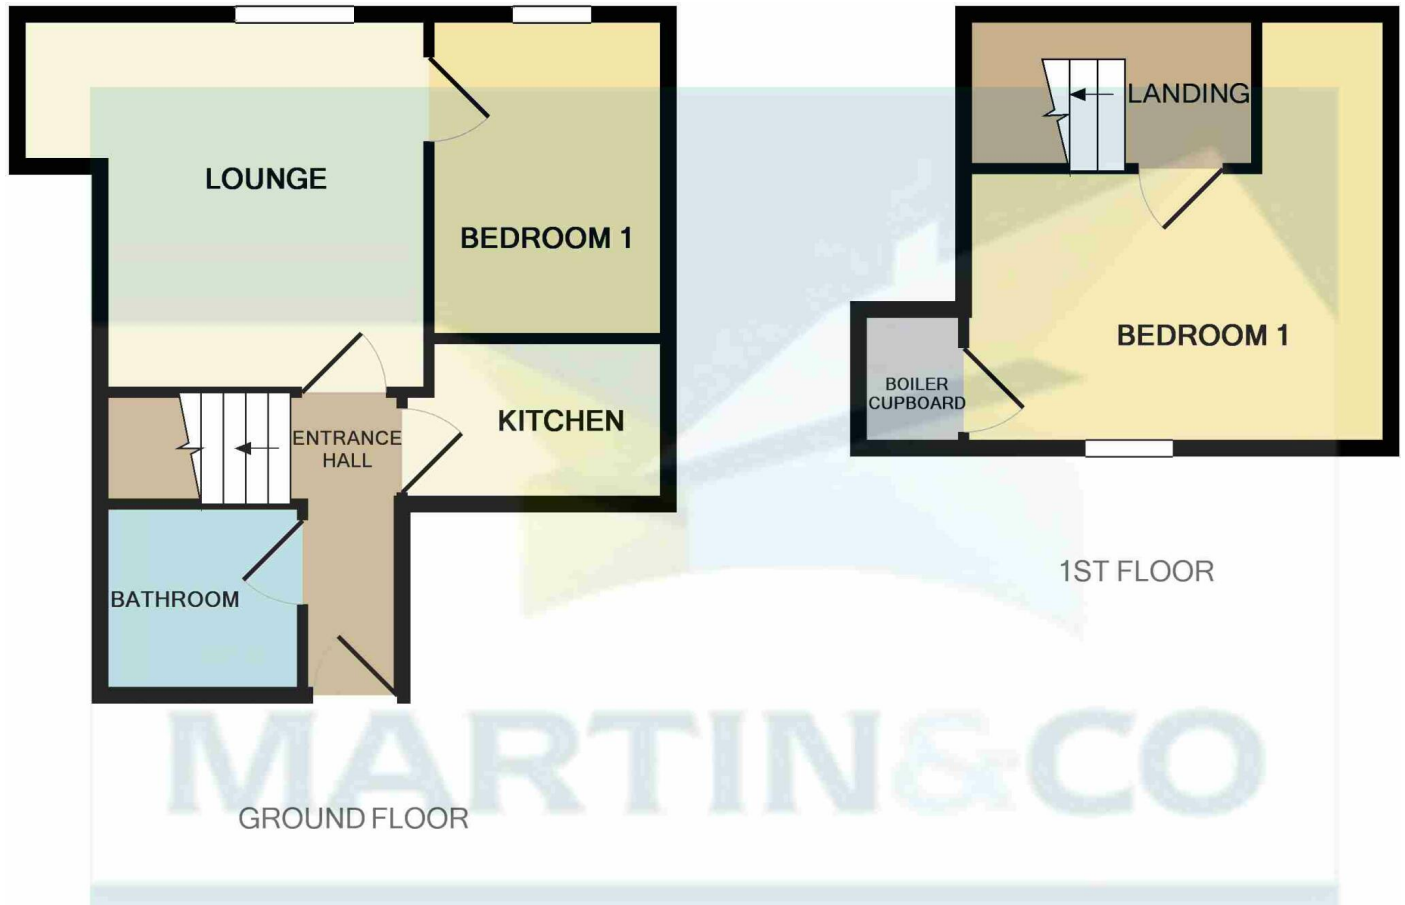 LOUNGE
BEDROOM 1
KITCHEN
ENTRANCE
HALL
BATHROOM
GROUND FLOOR
LANDING
BEDROOM 1
BOILER
CUPBOARD
1ST FLOOR
MARTIN&CO